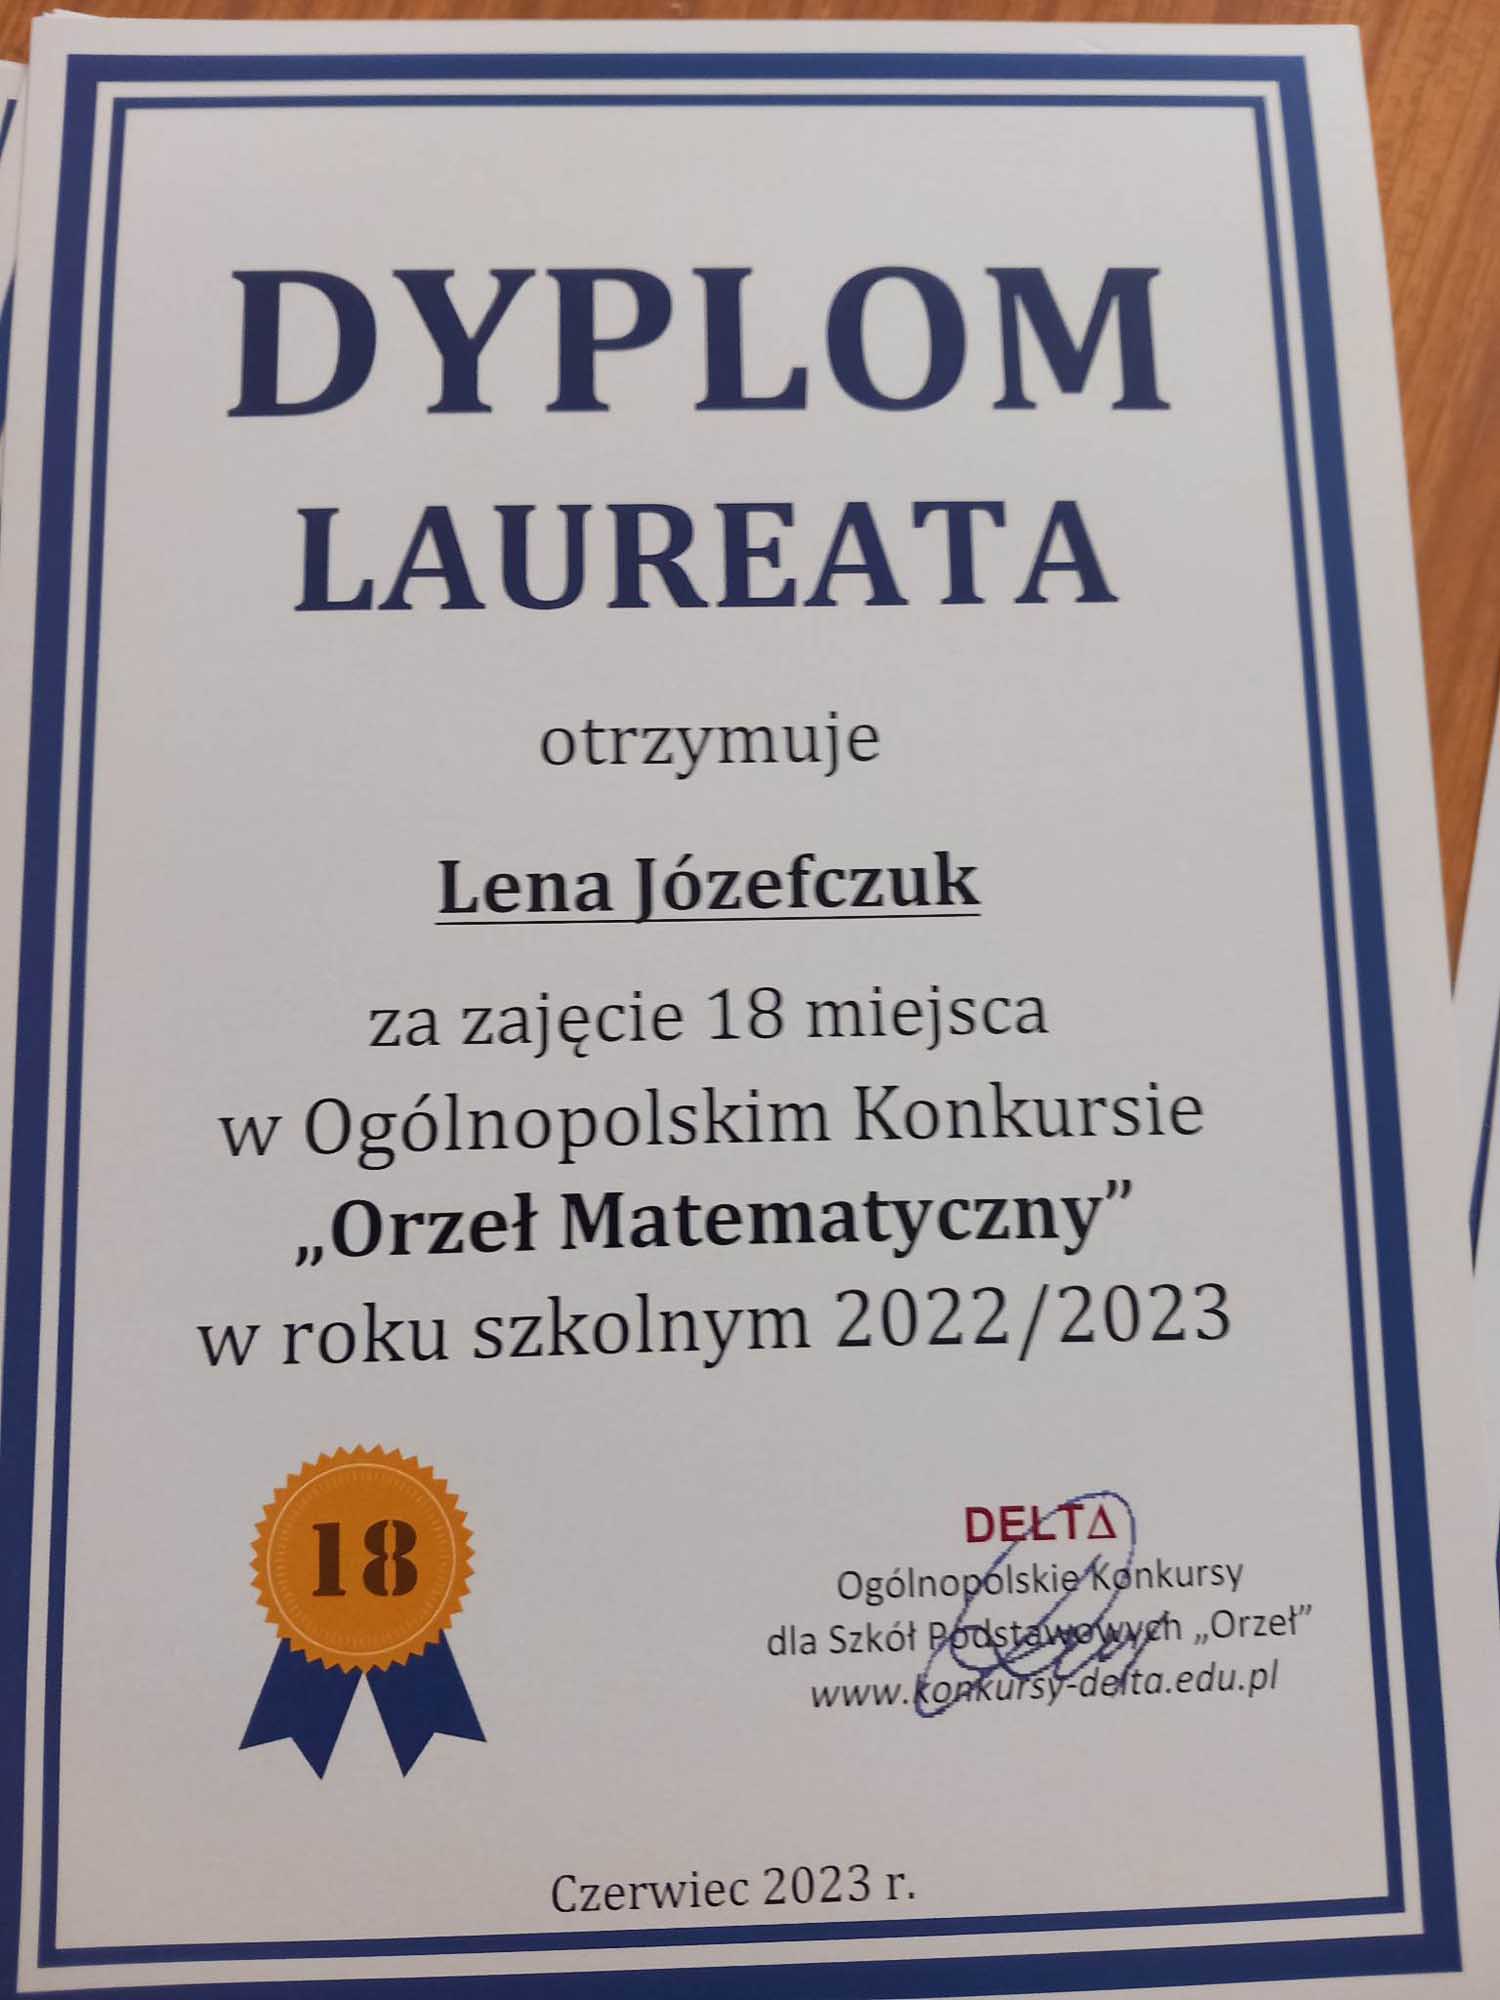 DYPLOM
LAUREATA
otrzymuje
Lena Józefczuk
za zajęcie 18 miejsca
w Ogólnopolskim Konkursie
„Orzeł Matematyczny”
w roku szkolnym 2022/2023
18
DELTA
Ogólnopolskie Konkursy
dla Szkół Podstawowych „Orzeł”
www.konkursy-delta.edu.pl
Czerwiec 2023 r.